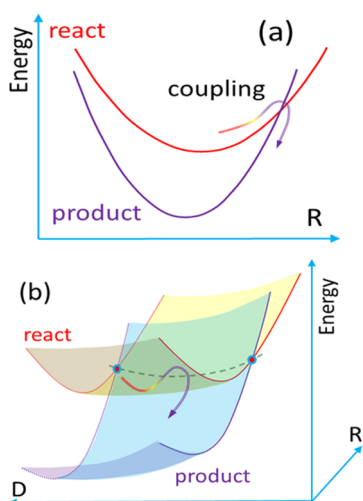 react
(a)
Energy
coupling
product
R
(b)
react
Energy
R
D
product